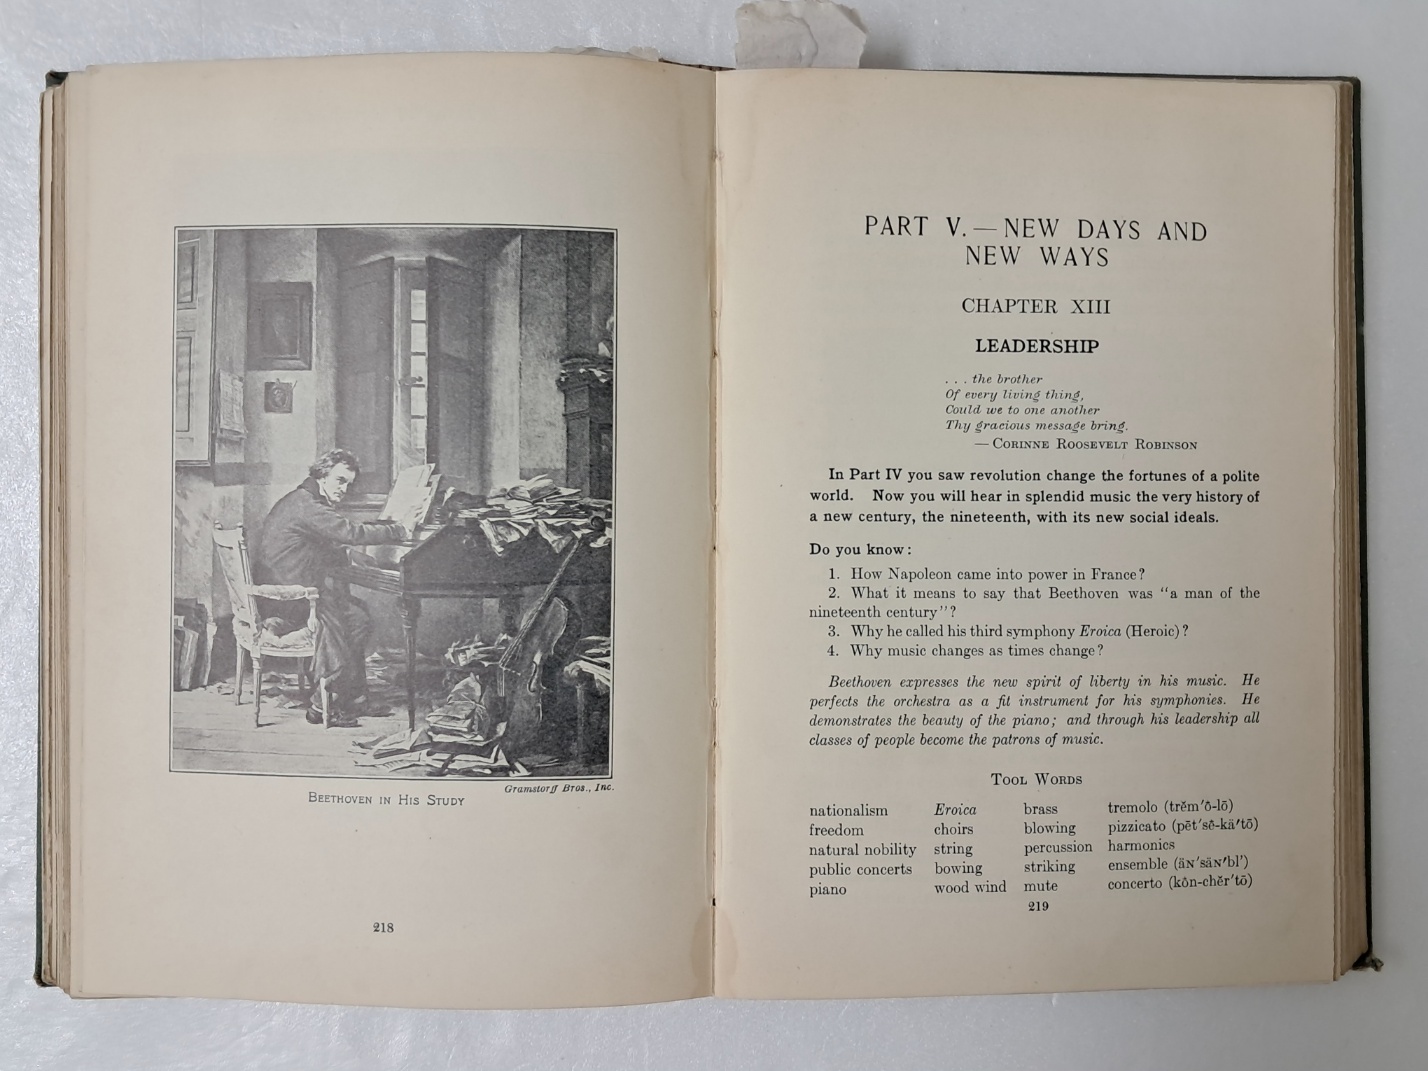 Gramstorff Bros., Inc.
BEETHOVEN IN HIS STUDY
218
PART V. — NEW DAYS AND
NEW WAYS
CHAPTER XIII
LEADERSHIP
. . . the brother
Of every living thing,
Could we to one another
Thy gracious message bring.
— CORINNE ROOSEVELT ROBINSON
In Part IV you saw revolution change the fortunes of a polite
world. Now you will hear in splendid music the very history of
a new century, the nineteenth, with its new social ideals.
Do you know:
1. How Napoleon came into power in France?
2. What it means to say that Beethoven was "a man of the
nineteenth century"?
3. Why he called his third symphony Eroica (Heroic)?
4. Why music changes as times change?
Beethoven expresses the new spirit of liberty in his music. He
perfects the orchestra as a fit instrument for his symphonies. He
demonstrates the beauty of the piano; and through his leadership all
classes of people become the patrons of music.
TOOL WORDS
nationalism Eroica brass tremolo (trĕm′ô-lō)
freedom choirs blowing pizzicato (pēt′sê-kä′tō)
natural nobility string percussion harmonics
public concerts bowing striking ensemble (äɴ′säɴ′bl’)
piano wood wind mute concerto (kôn-chĕr′tō)
219